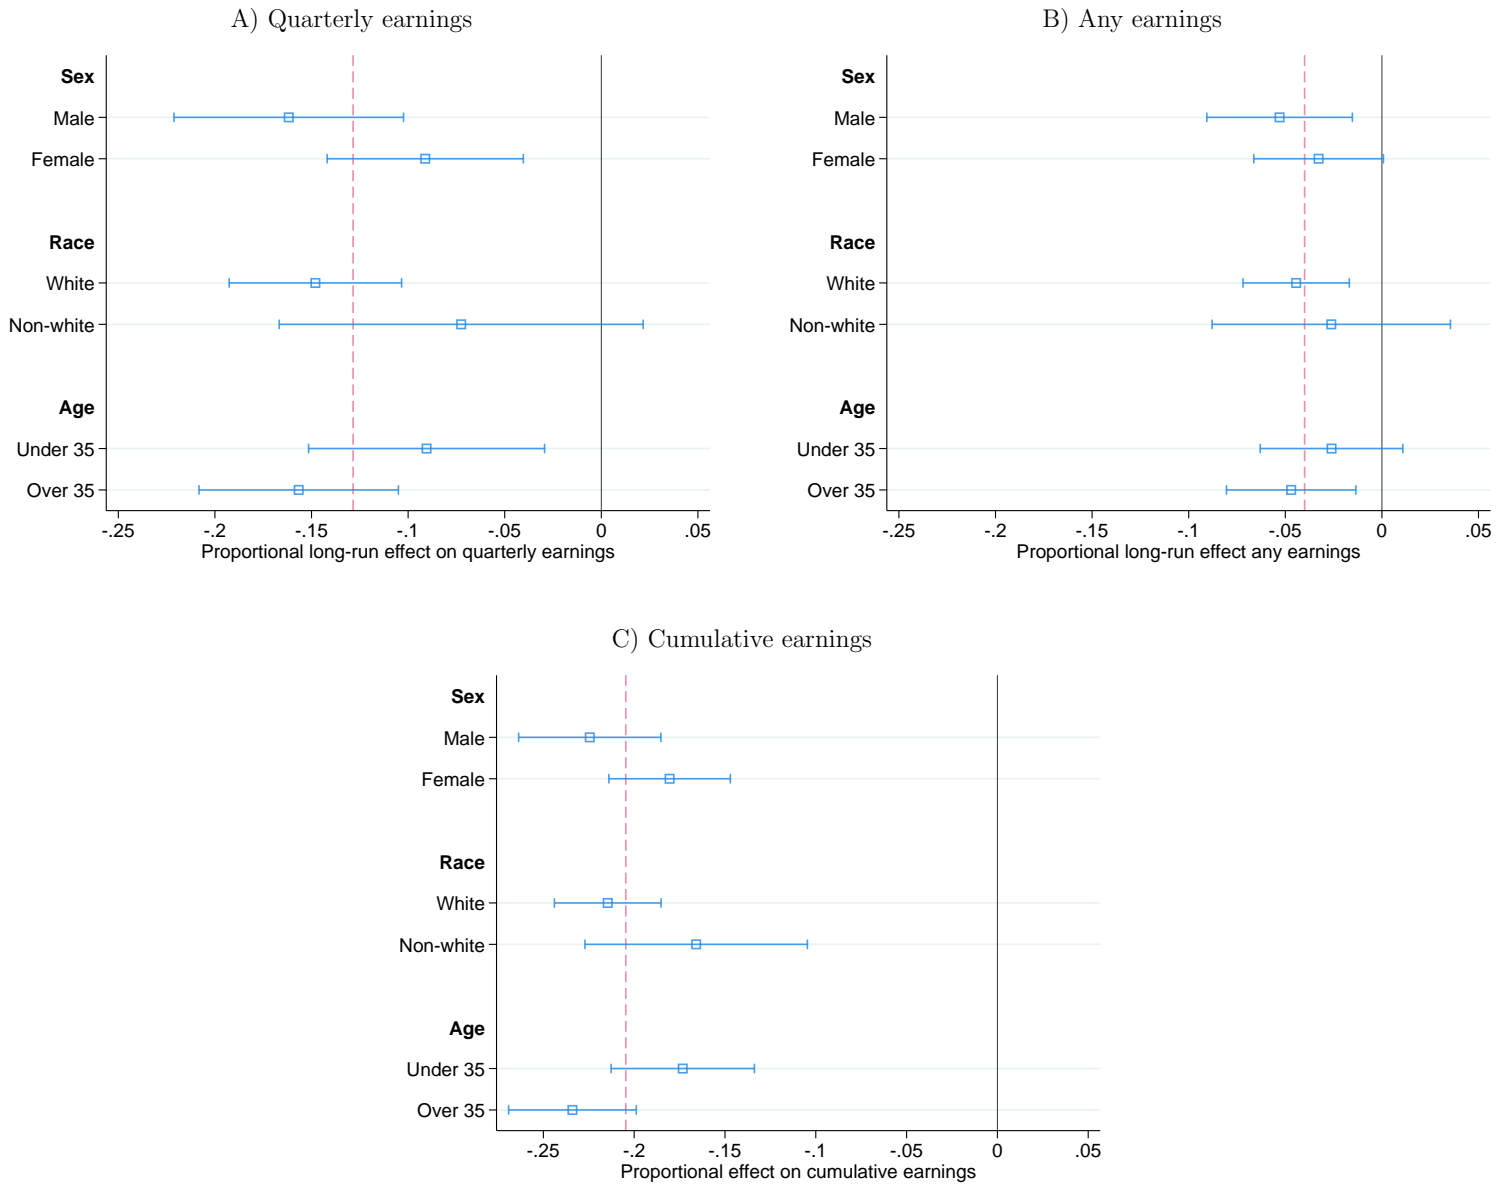 A) Quarterly earnings
Sex
Male
Female
Race
White
Non-white
Age
Under 35
Over 35
-.25 -.2 -.15 -.1 -.05 0 .05
Proportional long-run effect on quarterly earnings
B) Any earnings
Sex
Male
Female
Race
White
Non-white
Age
Under 35
Over 35
-.25 -.2 -.15 -.1 -.05 0 .05
Proportional long-run effect any earnings
C) Cumulative earnings
Sex
Male
Female
Race
White
Non-white
Age
Under 35
Over 35
-.25 -.2 -.15 -.1 -.05 0 .05
Proportional effect on cumulative earnings